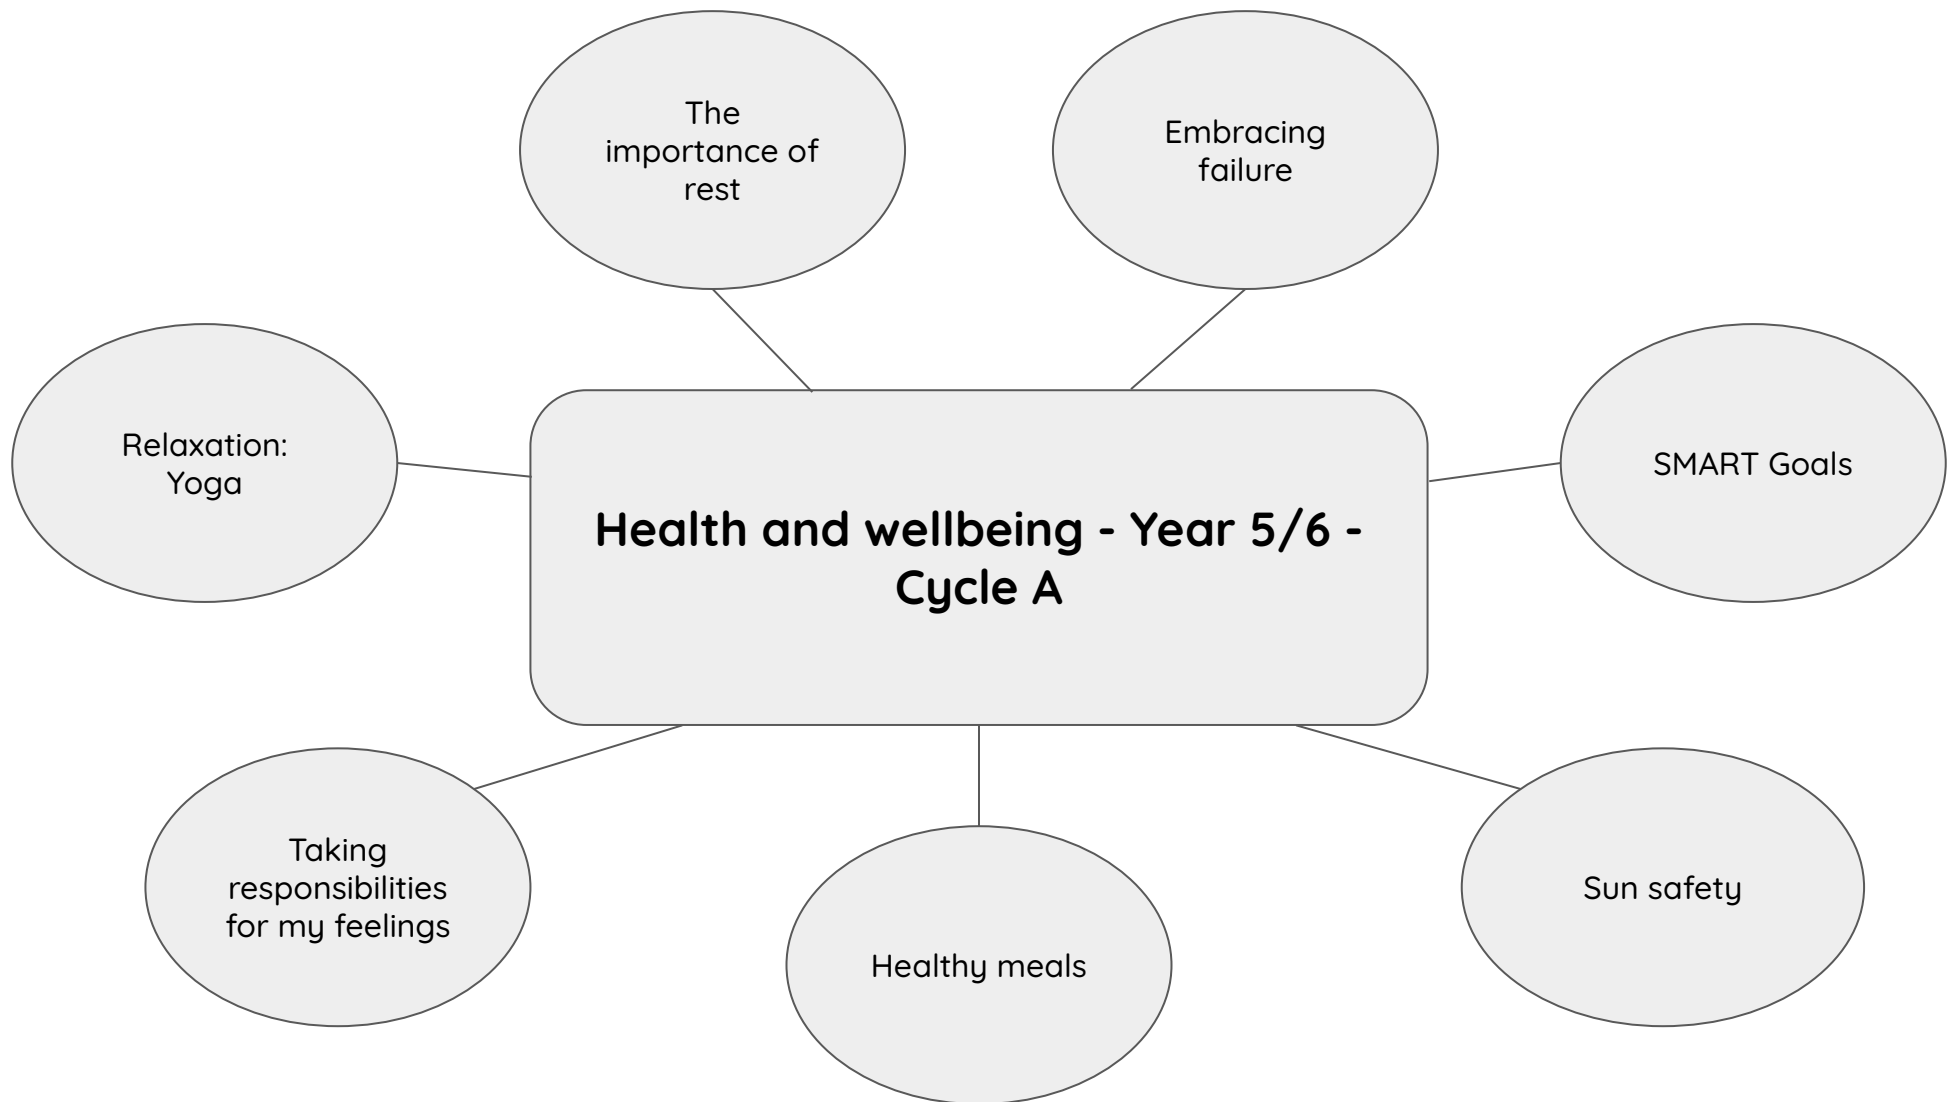 The
importance of
rest
Embracing
failure
Relaxation:
Yoga
SMART Goals
Health and wellbeing - Year 5/6 -
Cycle A
Taking
responsibilities
for my feelings
Healthy meals
Sun safety